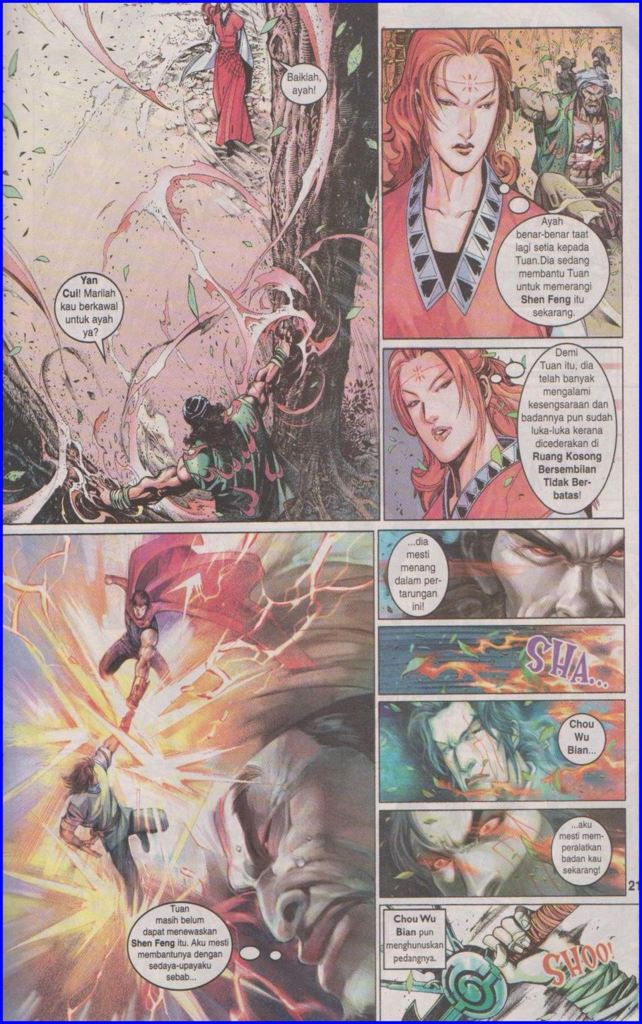 Baiklah,
ayah!
Yan
Cui! Marilah
kau berkawal
untuk ayah
ya?
Ayah
benar-benar taat
lagi setia kepada
Tuan.Dia sedang
membantu Tuan
untuk memerangi
Shen Feng itu
sekarang.
Demi
Tuan itu, dia
telah banyak
mengalami
kesengsaraan dan
badannya pun sudah
luka-luka kerana
dicederakan di
Ruang Kosong
Bersembilan
Tidak Ber-
batas!
Tuan
masih belum
dapat menewaskan
Shen Feng itu. Aku mesti
membantunya dengan
sedaya-upayaku
sebab...
...dia
mesti
menang
dalam per-
tarungan
ini!
SHA...
Chou
Wu
Bian...
...aku
mesti mem-
peralatkan
badan kau
sekarang!
Chou Wu
Bian pun
menghunuskan
pedangnya.
SHOO!
21